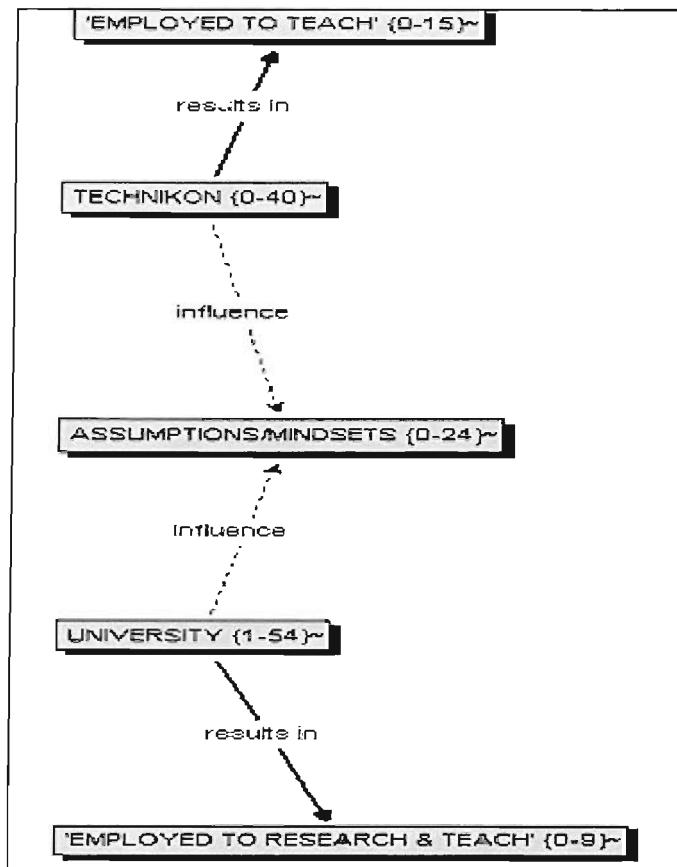 'EMPLOYED TO TEACH' {0-15}~
results in
TECHNIKON {0-40}~
influence
ASSUMPTIONS/MINDSETS {0-24}~
influence
UNIVERSITY {1-54}~
results in
'EMPLOYED TO RESEARCH & TEACH' {0-9}~